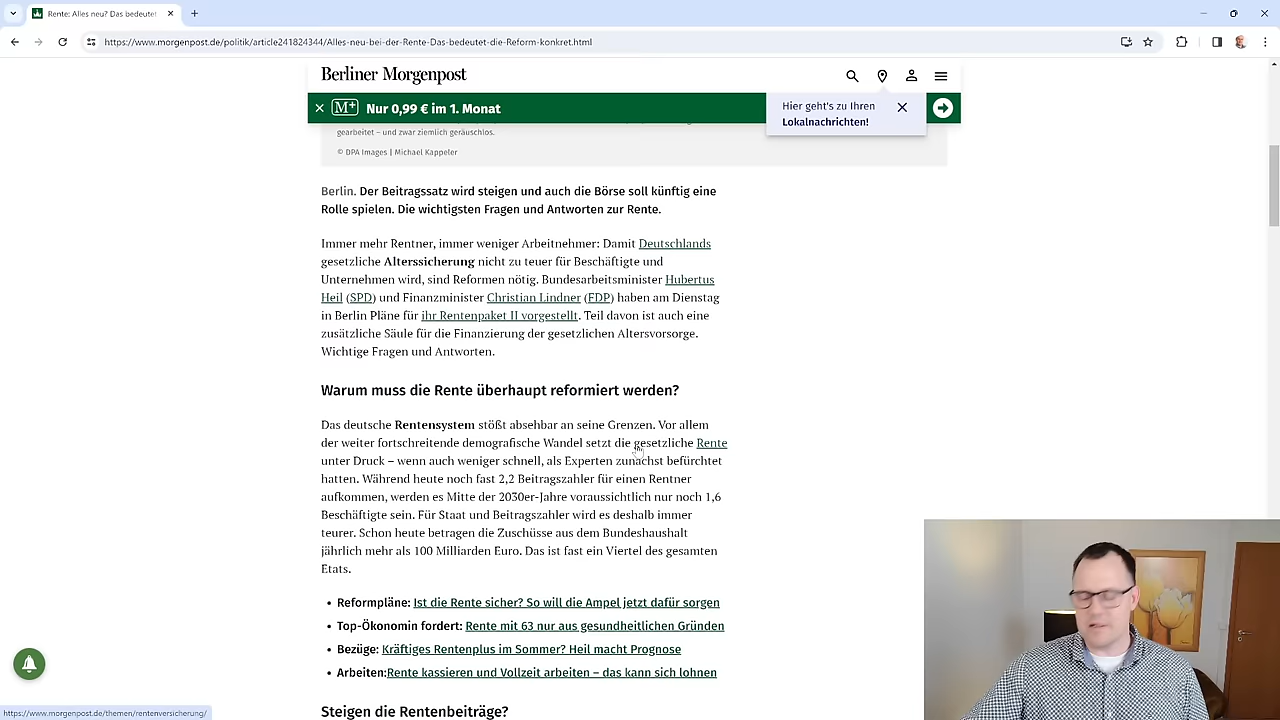 Rente: Alles neu? Das bedeutet
https://www.morgenpost.de/politik/article241824344/Alles-neu-bei-der-Rente-Das-bedeutet-die-Reform-konkret.html
Berliner Morgenpost
M+ Nur 0,99 € im 1. Monat
Hier geht's zu Ihren
Lokalnachrichten!
gearbeitet – und zwar ziemlich geräuschlos.
© DPA Images | Michael Kappeler
Berlin. Der Beitragssatz wird steigen und auch die Börse soll künftig eine
Rolle spielen. Die wichtigsten Fragen und Antworten zur Rente.
Immer mehr Rentner, immer weniger Arbeitnehmer: Damit Deutschlands
gesetzliche Alterssicherung nicht zu teuer für Beschäftigte und
Unternehmen wird, sind Reformen nötig. Bundesarbeitsminister Hubertus
Heil (SPD) und Finanzminister Christian Lindner (FDP) haben am Dienstag
in Berlin Pläne für ihr Rentenpaket II vorgestellt. Teil davon ist auch eine
zusätzliche Säule für die Finanzierung der gesetzlichen Altersvorsorge.
Wichtige Fragen und Antworten.
Warum muss die Rente überhaupt reformiert werden?
Das deutsche Rentensystem stößt absehbar an seine Grenzen. Vor allem
der weiter fortschreitende demografische Wandel setzt die gesetzliche Rente
unter Druck – wenn auch weniger schnell, als Experten zunächst befürchtet
hatten. Während heute noch fast 2,2 Beitragszahler für einen Rentner
aufkommen, werden es Mitte der 2030er-Jahre voraussichtlich nur noch 1,6
Beschäftigte sein. Für Staat und Beitragszahler wird es deshalb immer
teurer. Schon heute betragen die Zuschüsse aus dem Bundeshaushalt
jährlich mehr als 100 Milliarden Euro. Das ist fast ein Viertel des gesamten
Etats.
• Reformpläne: Ist die Rente sicher? So will die Ampel jetzt dafür sorgen
• Top-Ökonomin fordert: Rente mit 63 nur aus gesundheitlichen Gründen
• Bezüge: Kräftiges Rentenplus im Sommer? Heil macht Prognose
• Arbeiten:Rente kassieren und Vollzeit arbeiten – das kann sich lohnen
Steigen die Rentenbeiträge?
https://www.morgenpost.de/themen/rentenversicherung/